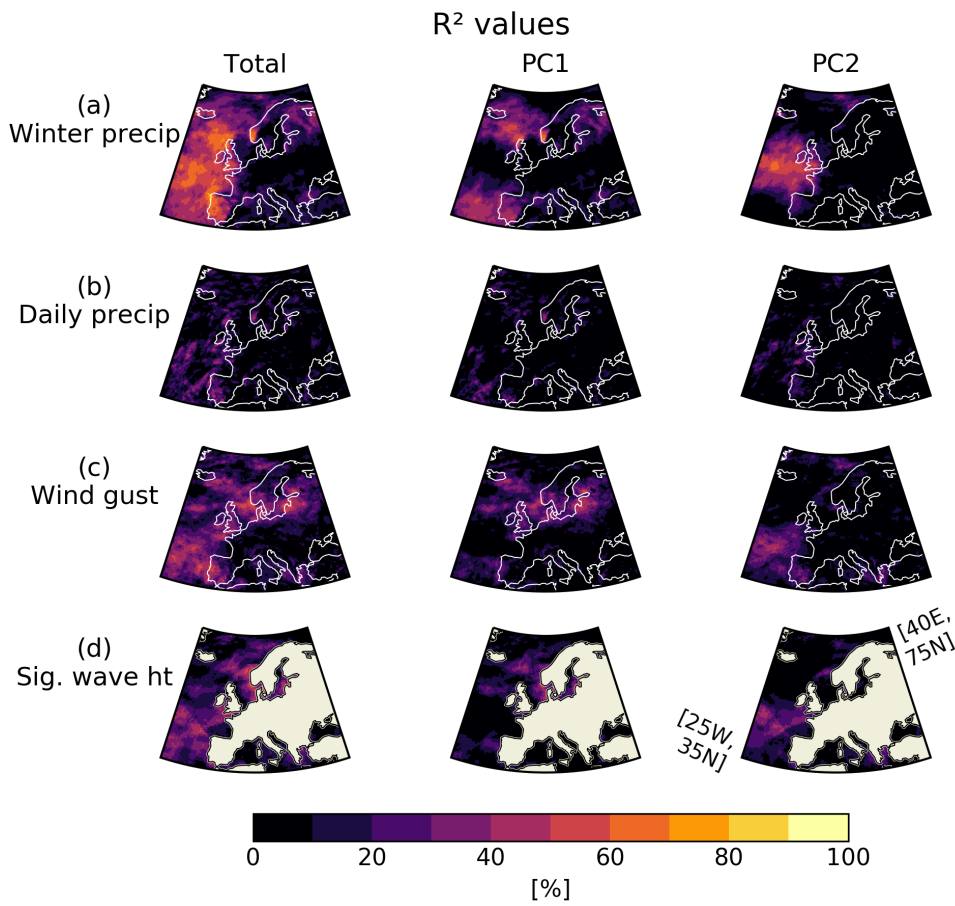 R² values
Total PC1 PC2
(a)
Winter precip
(b)
Daily precip
(c)
Wind gust
(d)
Sig. wave ht
[40E,
75N]
[25W,
35N]
0 20 40 60 80 100
[%]